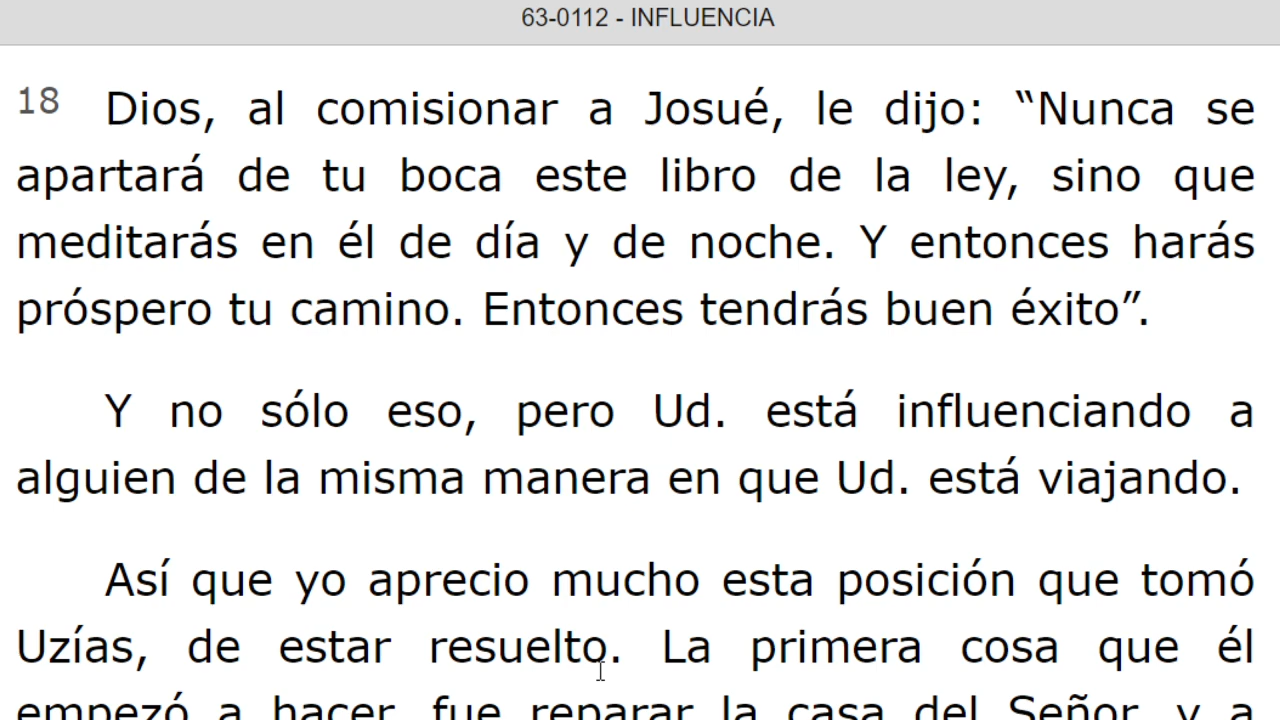 63-0112 - INFLUENCIA
18 Dios, al comisionar a Josué, le dijo: “Nunca se
apartará de tu boca este libro de la ley, sino que
meditarás en él de día y de noche. Y entonces harás
próspero tu camino. Entonces tendrás buen éxito”.
Y no sólo eso, pero Ud. está influenciando a
alguien de la misma manera en que Ud. está viajando.
Así que yo aprecio mucho esta posición que tomó
Uzías, de estar resuelto. La primera cosa que él
empezó a hacer, fue reparar la casa del Señor, y a